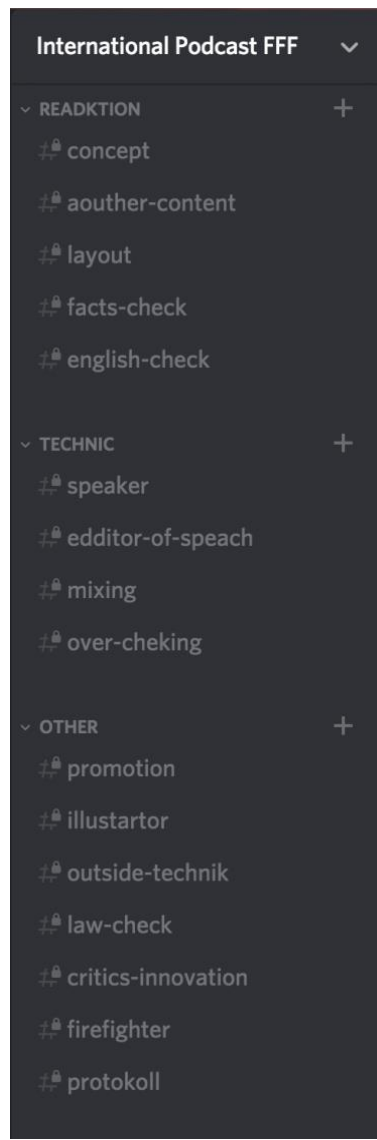 International Podcast FFF
READKTION
concept
aouther-content
layout
facts-check
english-check
TECHNIC
speaker
edditor-of-speach
mixing
over-cheking
OTHER
promotion
illustartor
outside-technik
law-check
critics-innovation
firefighter
protokoll